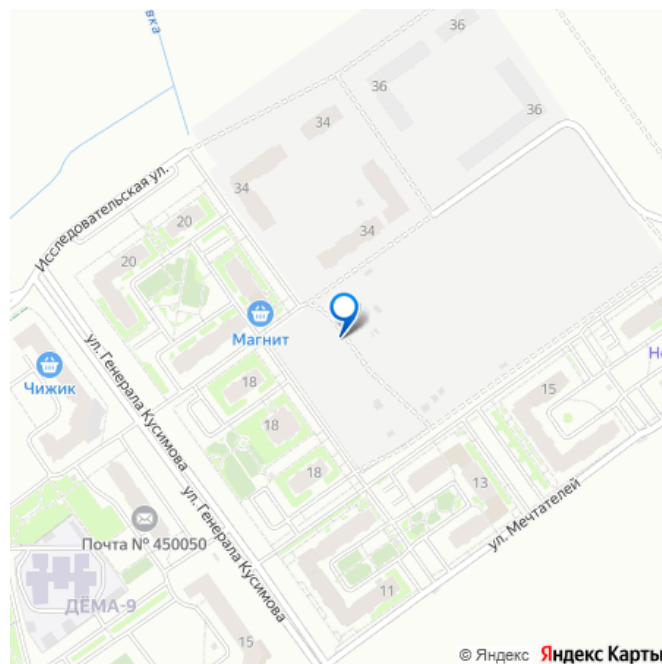 вка
36
36
36
34
34
34
Исследовательская ул.
20
20
Магнит
Чижик
ул. Генерала Кусимова
18
18
18
15
Но
13
ул. Мечтателей
ул. Генерала Кусимова
Почта № 450050
ДЁМА-9
11
15
© Яндекс Яндекс Карты